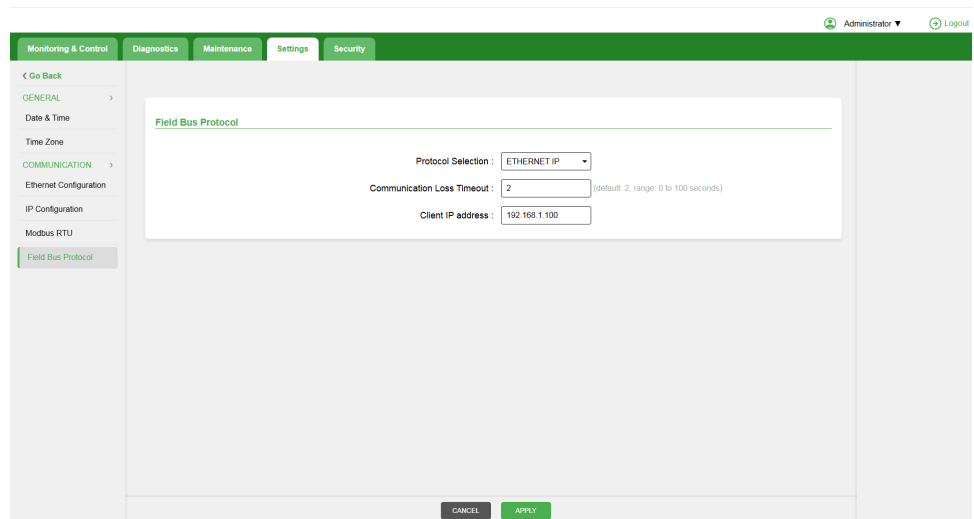 Administrator ▼ Logout
Monitoring & Control Diagnostics Maintenance Settings Security
Go Back
GENERAL
Date & Time
Time Zone
COMMUNICATION
Ethernet Configuration
IP Configuration
Modbus RTU
Field Bus Protocol
Field Bus Protocol
Protocol Selection : ETHERNET IP
Communication Loss Timeout : 2 (default: 2, range: 0 to 100 seconds)
Client IP address : 192.168.1.100
CANCEL APPLY